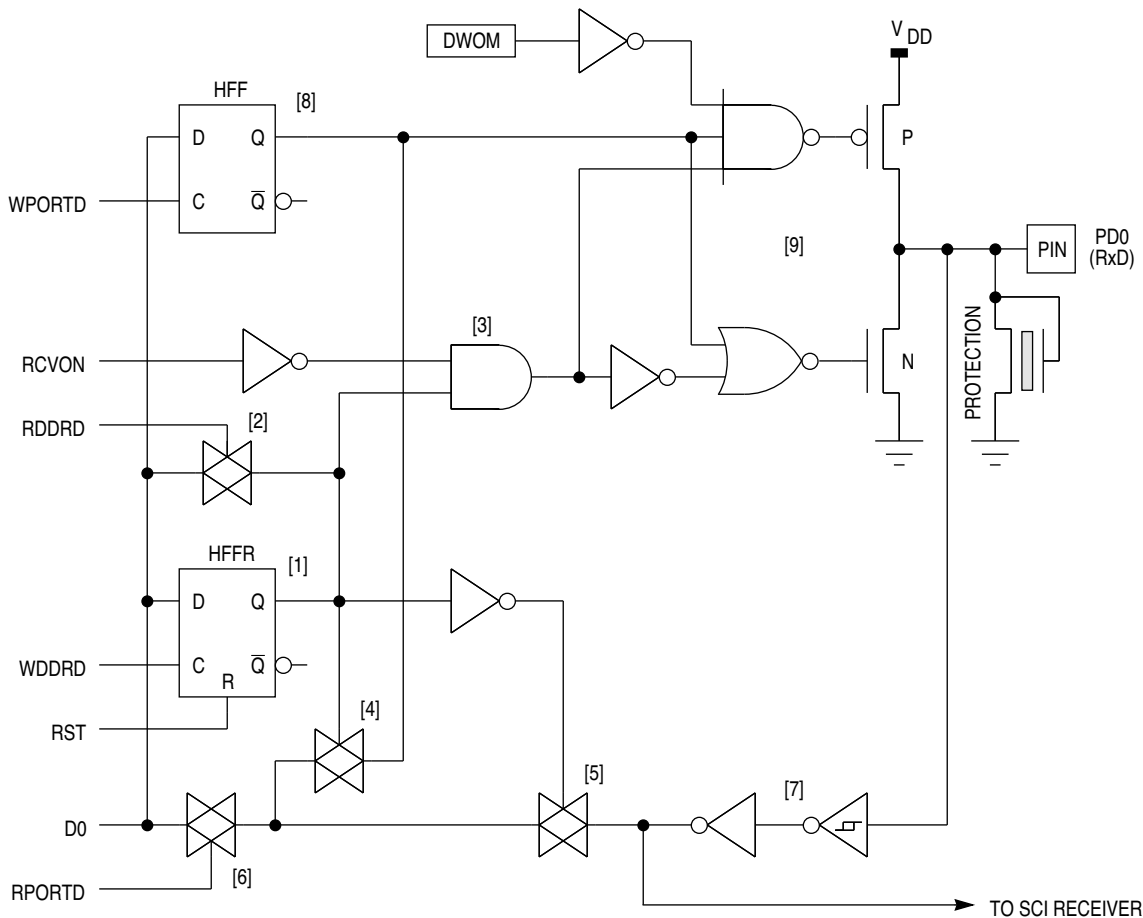 DWOM
V DD
HFF
[8]
D Q
P
WPORTD
C Q̅
[9]
PIN
PD0
(RxD)
[3]
RCVON
N
PROTECTION
RDDRD
[2]
HFFR
[1]
D Q
WDDRD
C Q̅
R
RST
[4]
[5]
[7]
D0
[6]
RPORTD
TO SCI RECEIVER